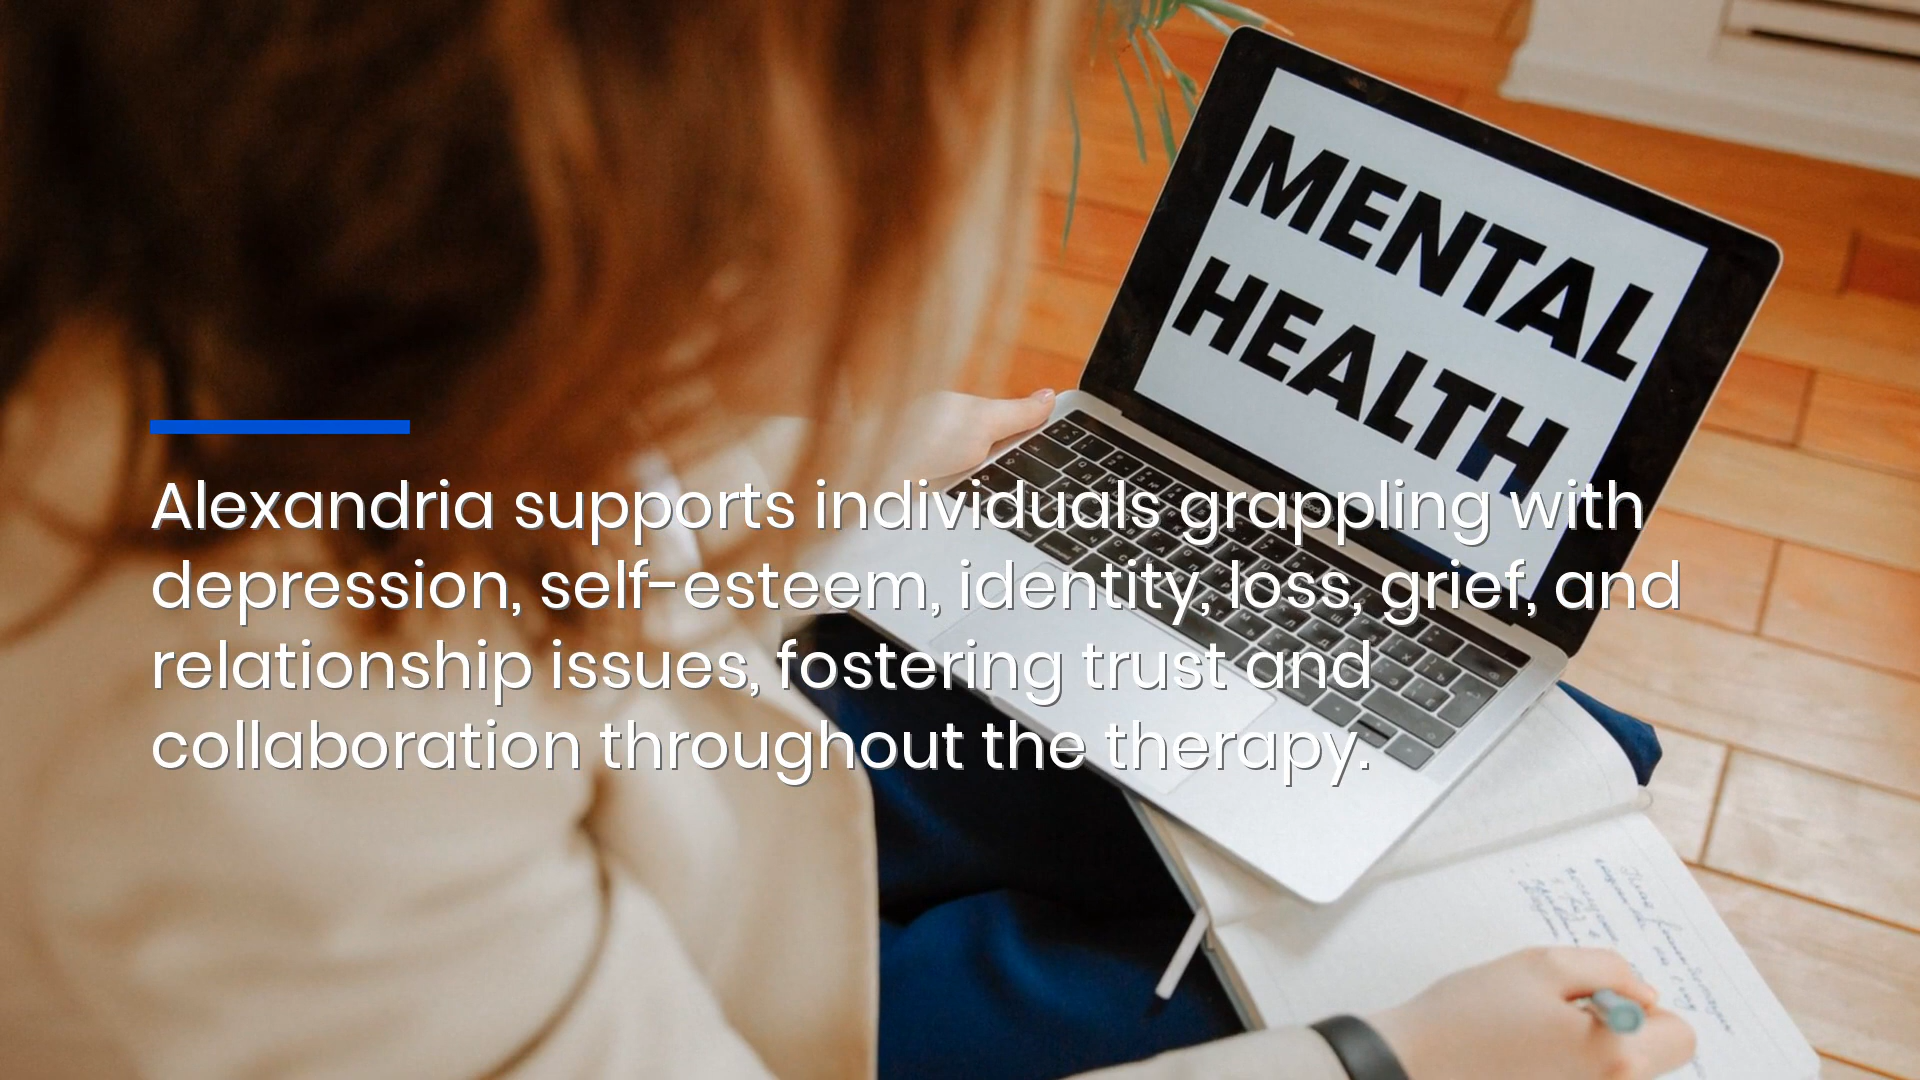 MENTAL
HEALTH
Alexandria supports individuals grappling with
depression, self-esteem, identity, loss, grief, and
relationship issues, fostering trust and
collaboration throughout the therapy.